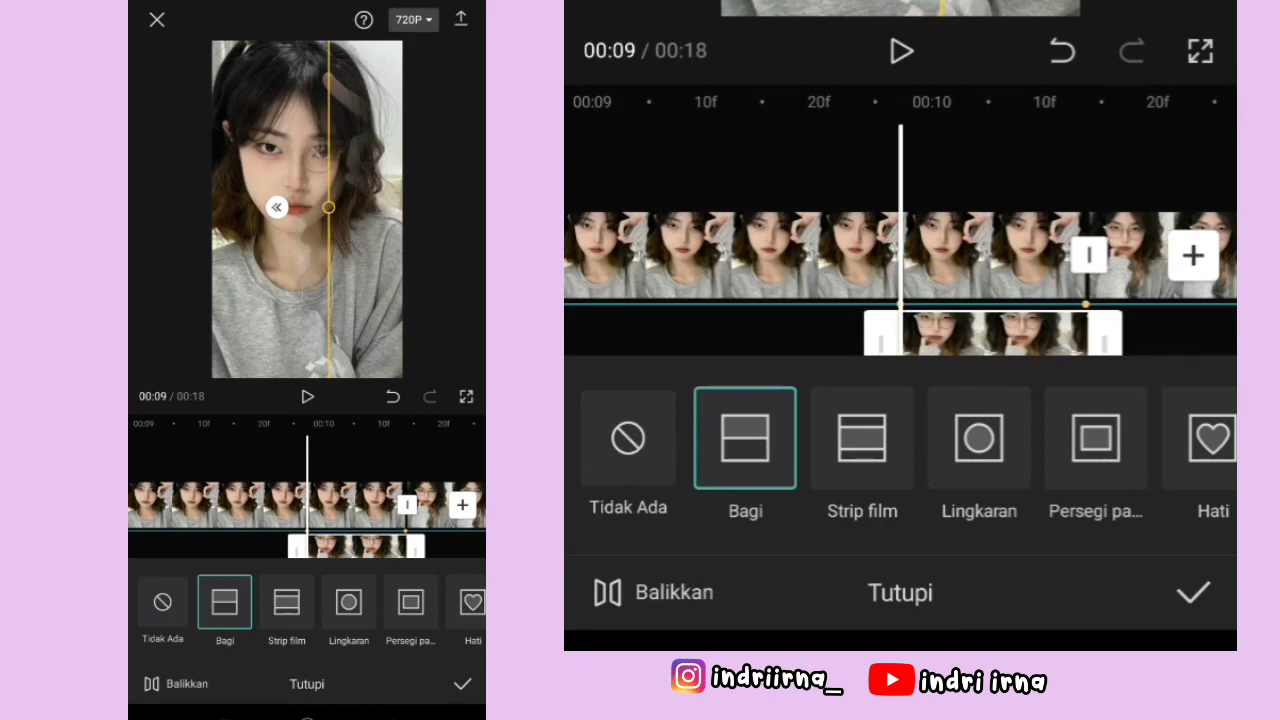 720P
00:09 / 00:18
00:09 10f 20f 00:10 10f 20f
Tidak Ada Bagi Strip film Lingkaran Persegi pa... Hati
Balikkan Tutupi
00:09 / 00:18
00:09 10f 20f 00:10 10f 20f
Tidak Ada Bagi Strip film Lingkaran Persegi pa... Hati
Balikkan Tutupi
indriirna_ indri irna